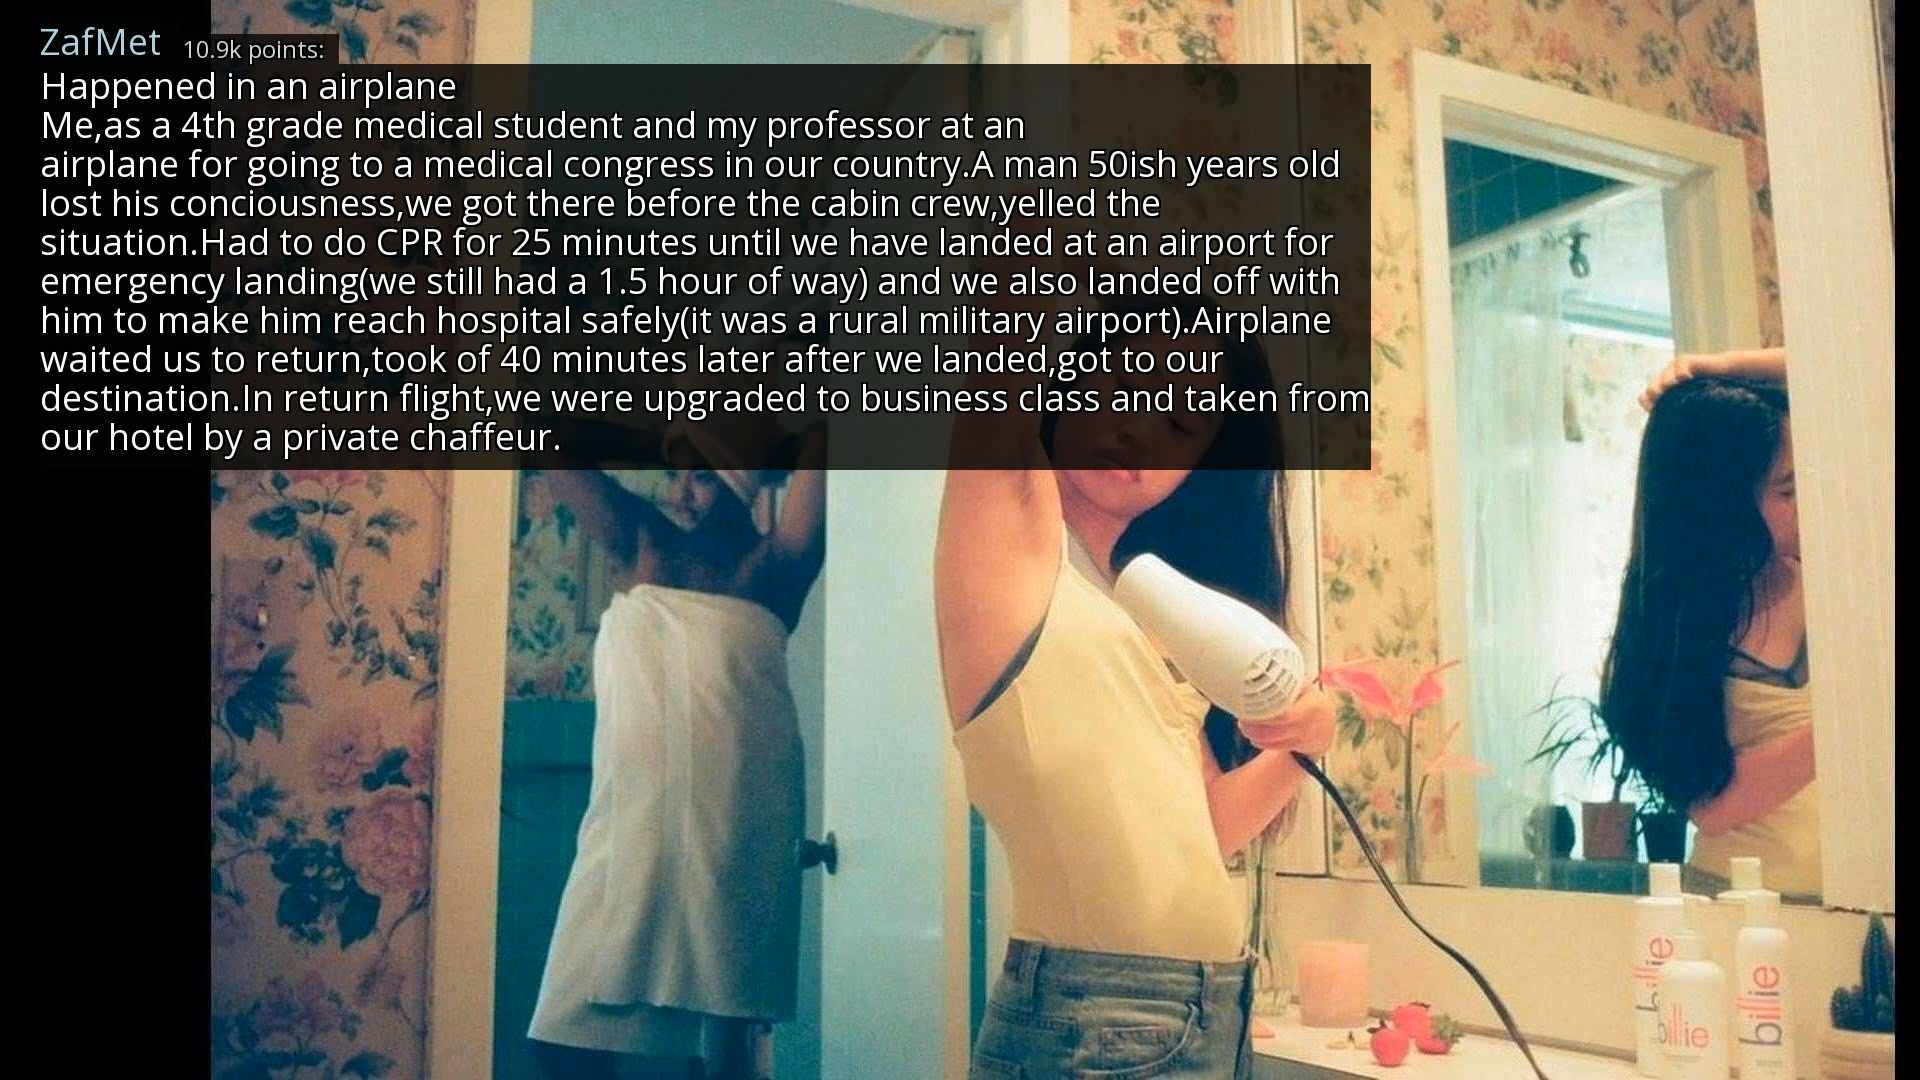 ZafMet 10.9k points:
Happened in an airplane
Me,as a 4th grade medical student and my professor at an
airplane for going to a medical congress in our country.A man 50ish years old
lost his conciousness,we got there before the cabin crew,yelled the
situation.Had to do CPR for 25 minutes until we have landed at an airport for
emergency landing(we still had a 1.5 hour of way) and we also landed off with
him to make him reach hospital safely(it was a rural military airport).Airplane
waited us to return,took of 40 minutes later after we landed,got to our
destination.In return flight,we were upgraded to business class and taken from
our hotel by a private chaffeur.
billie
billie
billie